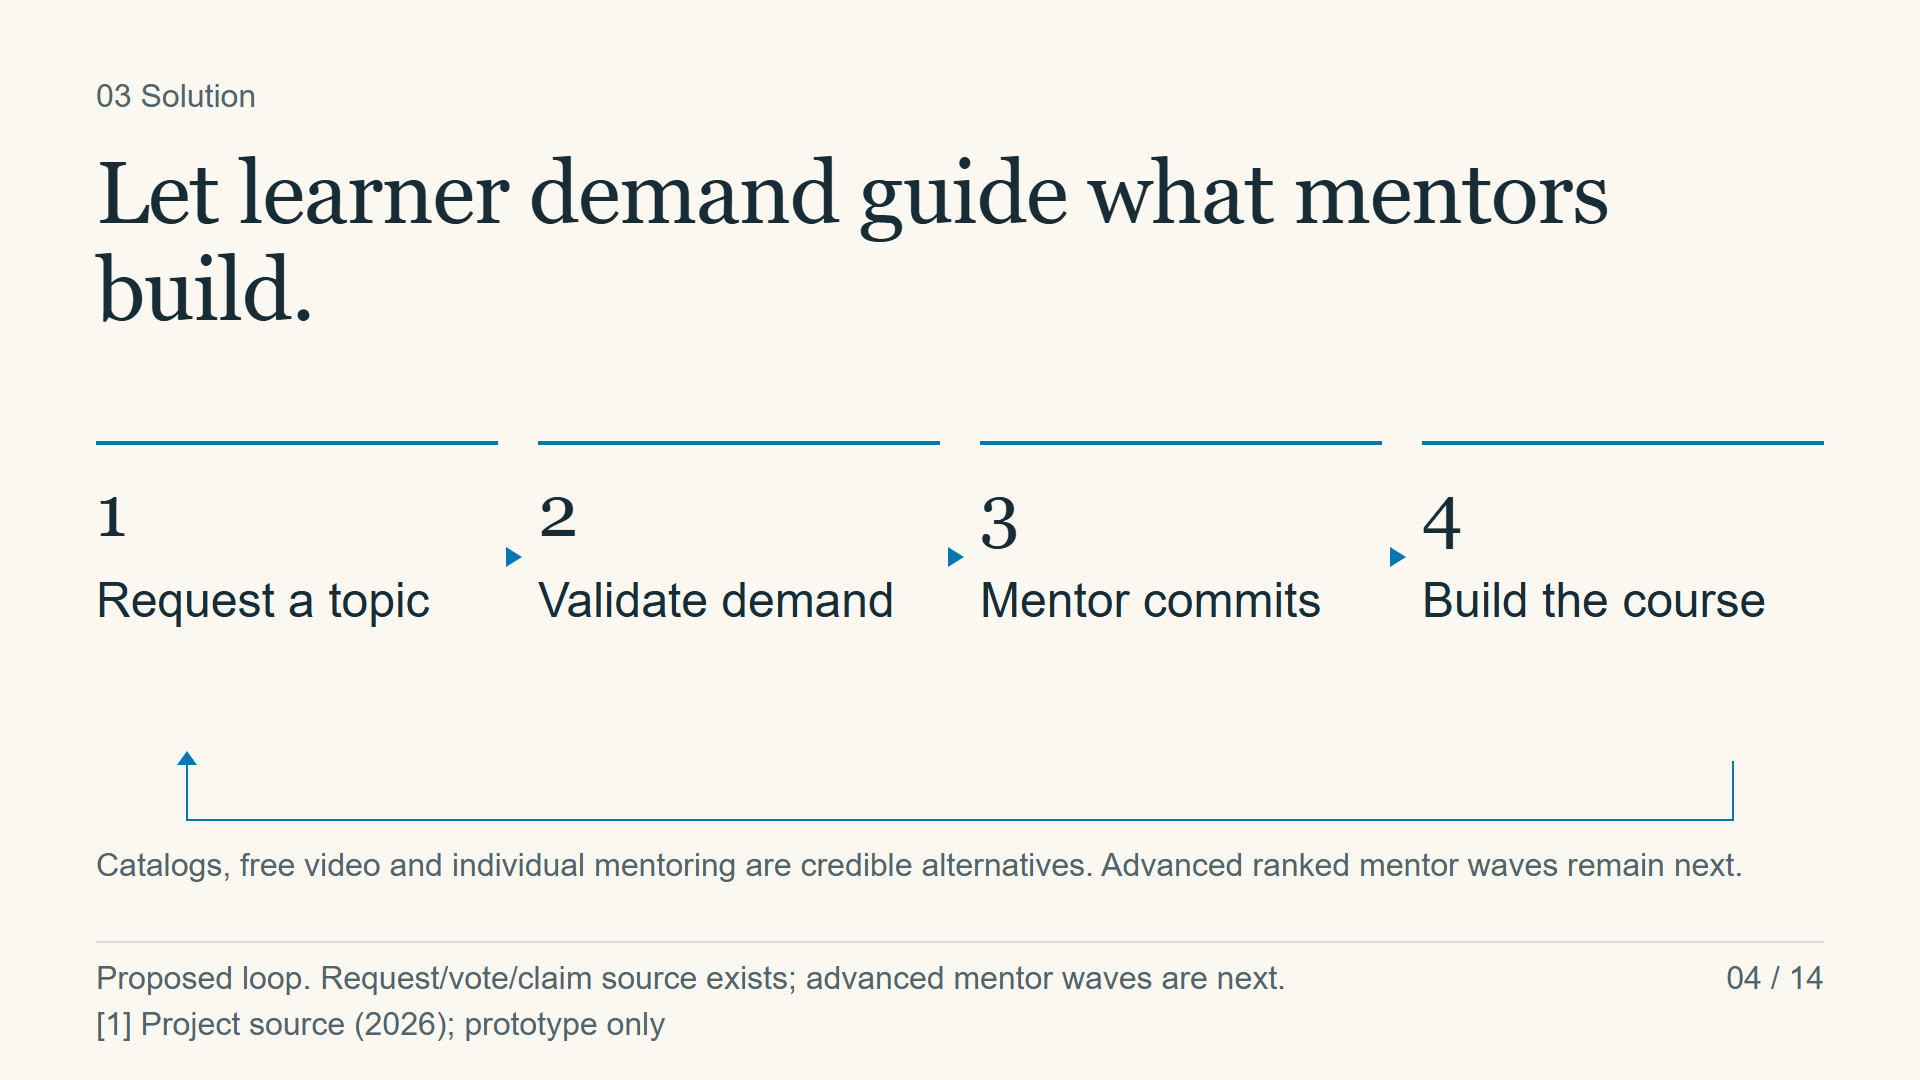 03 Solution
Let learner demand guide what mentors
build.
1
Request a topic
2
Validate demand
3
Mentor commits
4
Build the course
Catalogs, free video and individual mentoring are credible alternatives. Advanced ranked mentor waves remain next.
Proposed loop. Request/vote/claim source exists; advanced mentor waves are next.
04 / 14
[1] Project source (2026); prototype only